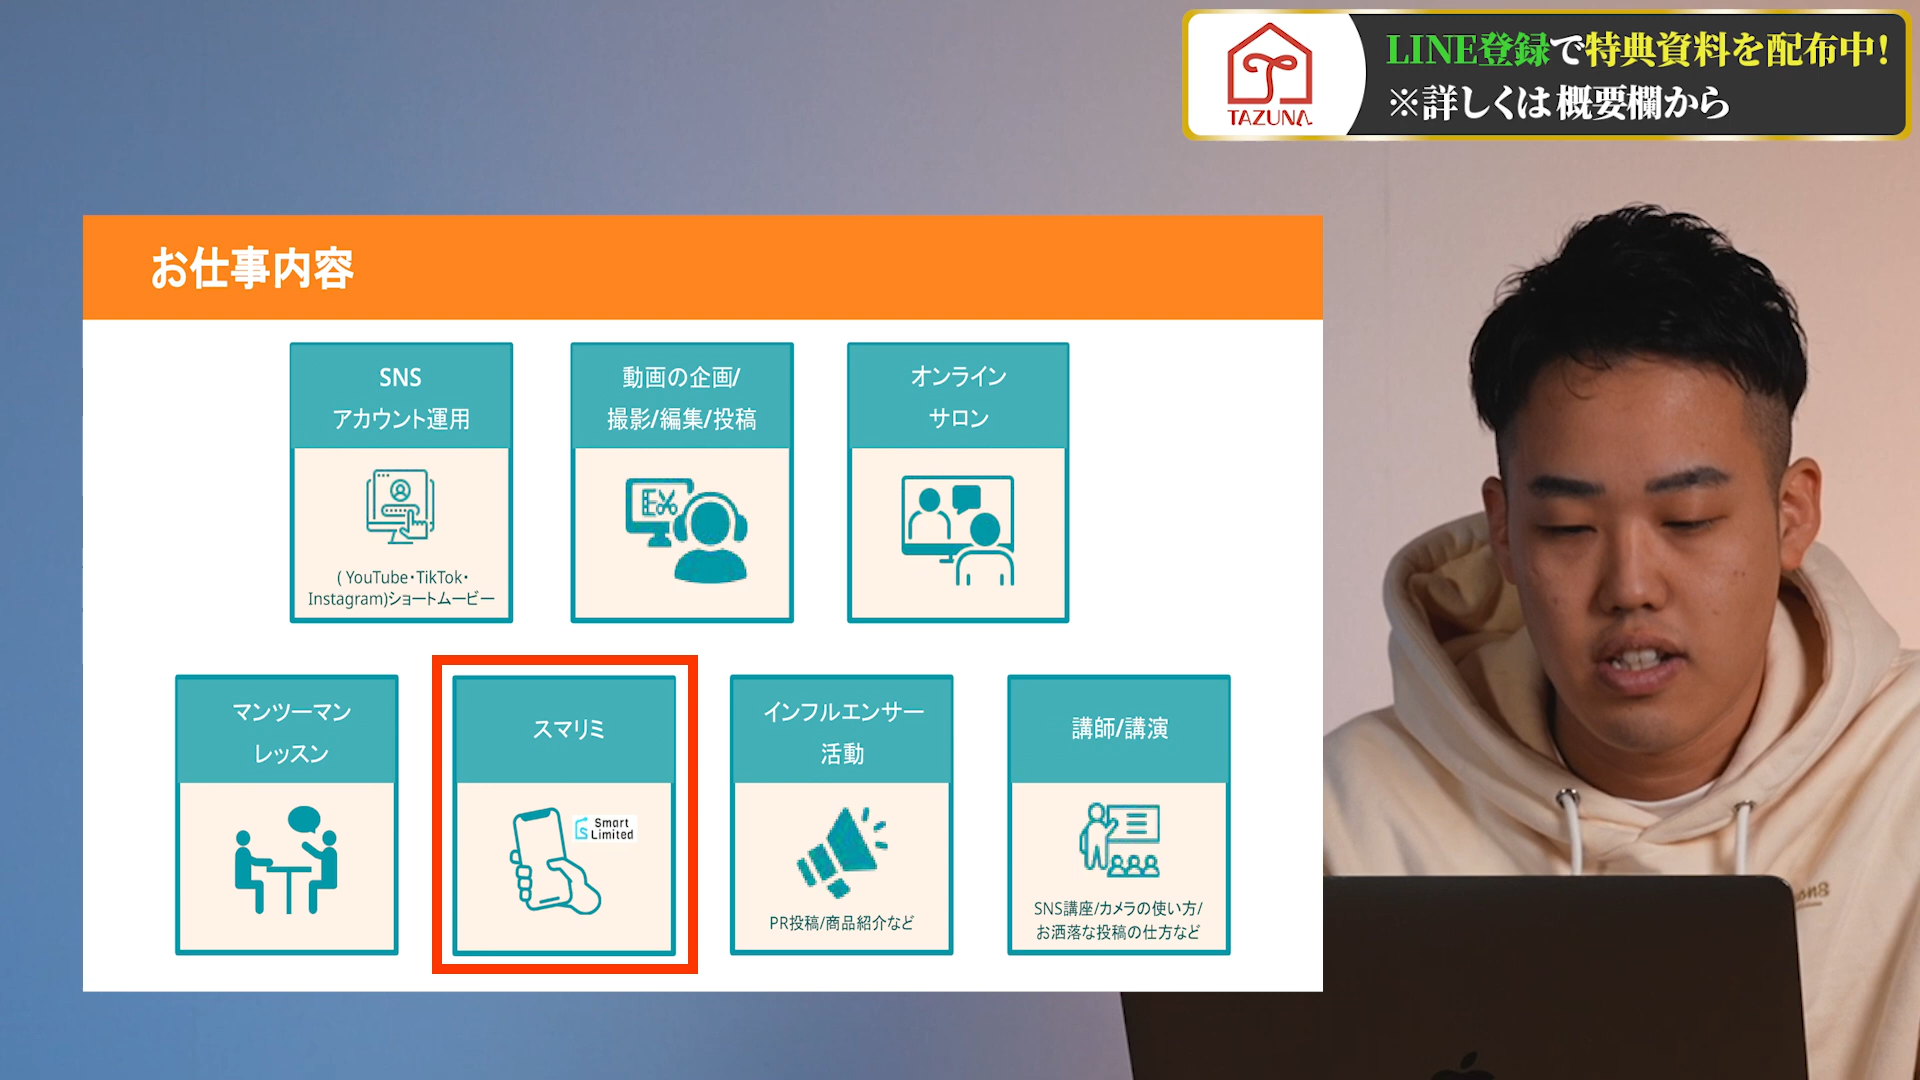 LINE登録で特典資料を配布中!
※詳しくは概要欄から
TAZUNA
お仕事内容
SNS
アカウント運用
( YouTube・TikTok・
Instagram)ショートムービー
動画の企画/
撮影/編集/投稿
オンライン
サロン
マンツーマン
レッスン
スマリミ
Smart
Limited
インフルエンサー
活動
PR投稿/商品紹介など
講師/講演
SNS講座/カメラの使い方/
お洒落な投稿の仕方など